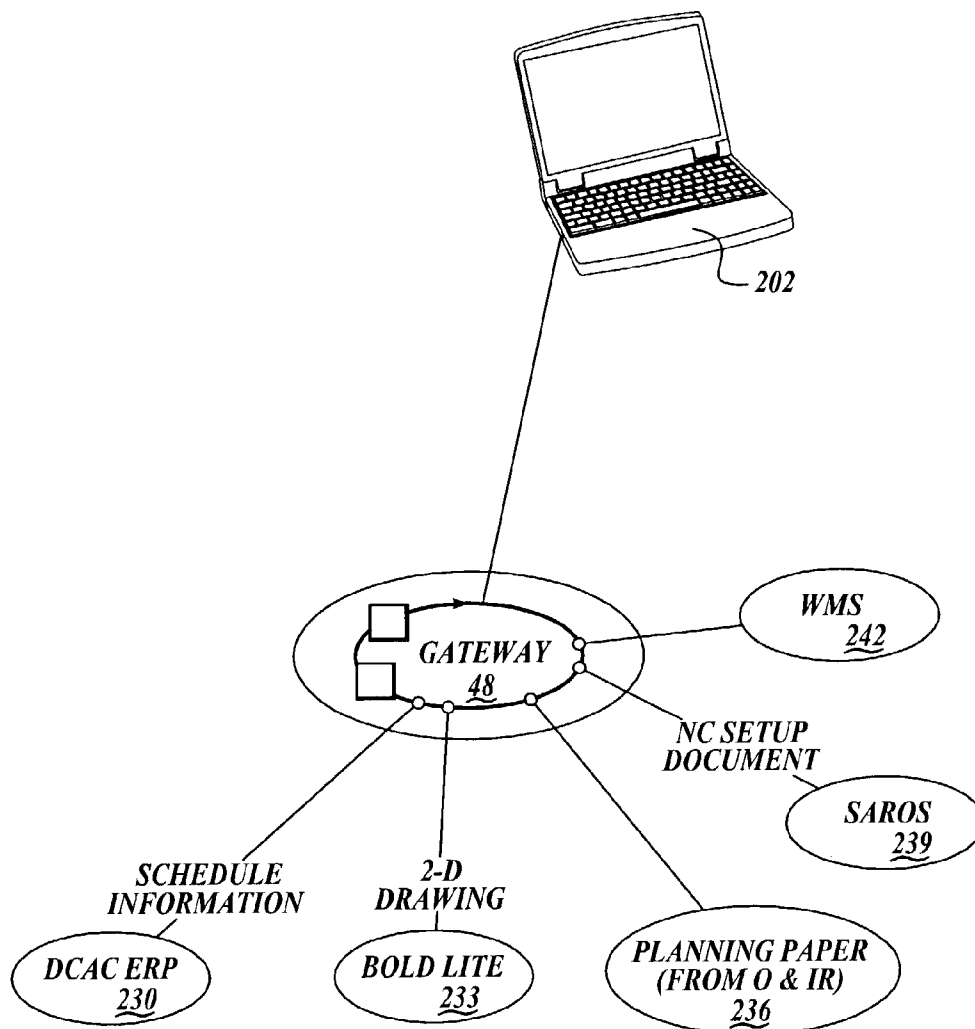 202
WMS
242
GATEWAY
48
NC SETUP
DOCUMENT
SAROS
239
SCHEDULE
INFORMATION
2-D
DRAWING
DCAC ERP
230
BOLD LITE
233
PLANNING PAPER
(FROM O & IR)
236